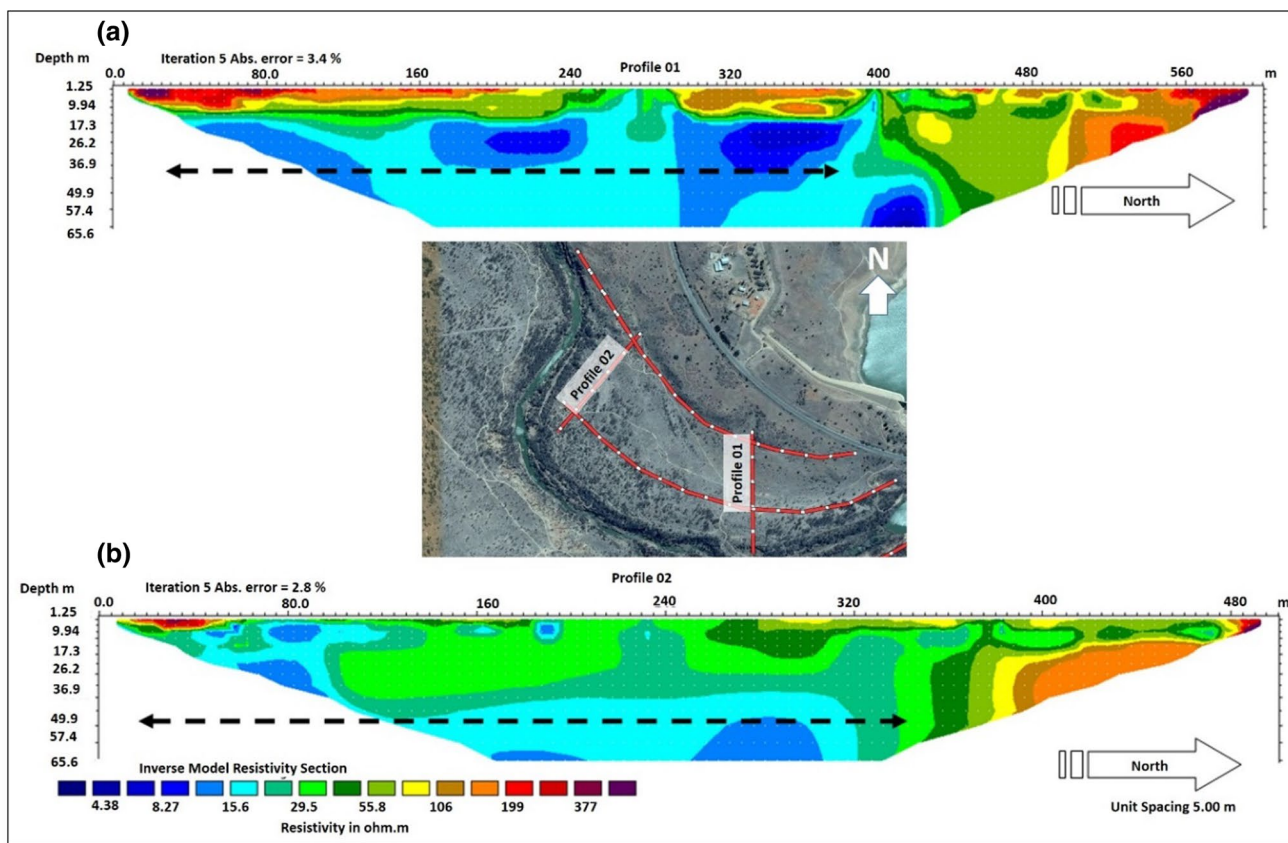 (a)
Depth m
Iteration 5 Abs. error = 3.4 %
Profile 01
0.0 80.0 160 240 320 400 480 560 m
1.25
9.94
17.3
26.2
36.9
49.9
57.4
65.6
North
N
Profile 02
Profile 01
(b)
Depth m
Iteration 5 Abs. error = 2.8 %
Profile 02
0.0 80.0 160 240 320 400 480 m
1.25
9.94
17.3
26.2
36.9
49.9
57.4
65.6
North
Inverse Model Resistivity Section
4.38 8.27 15.6 29.5 55.8 106 199 377
Resistivity in ohm.m
Unit Spacing 5.00 m